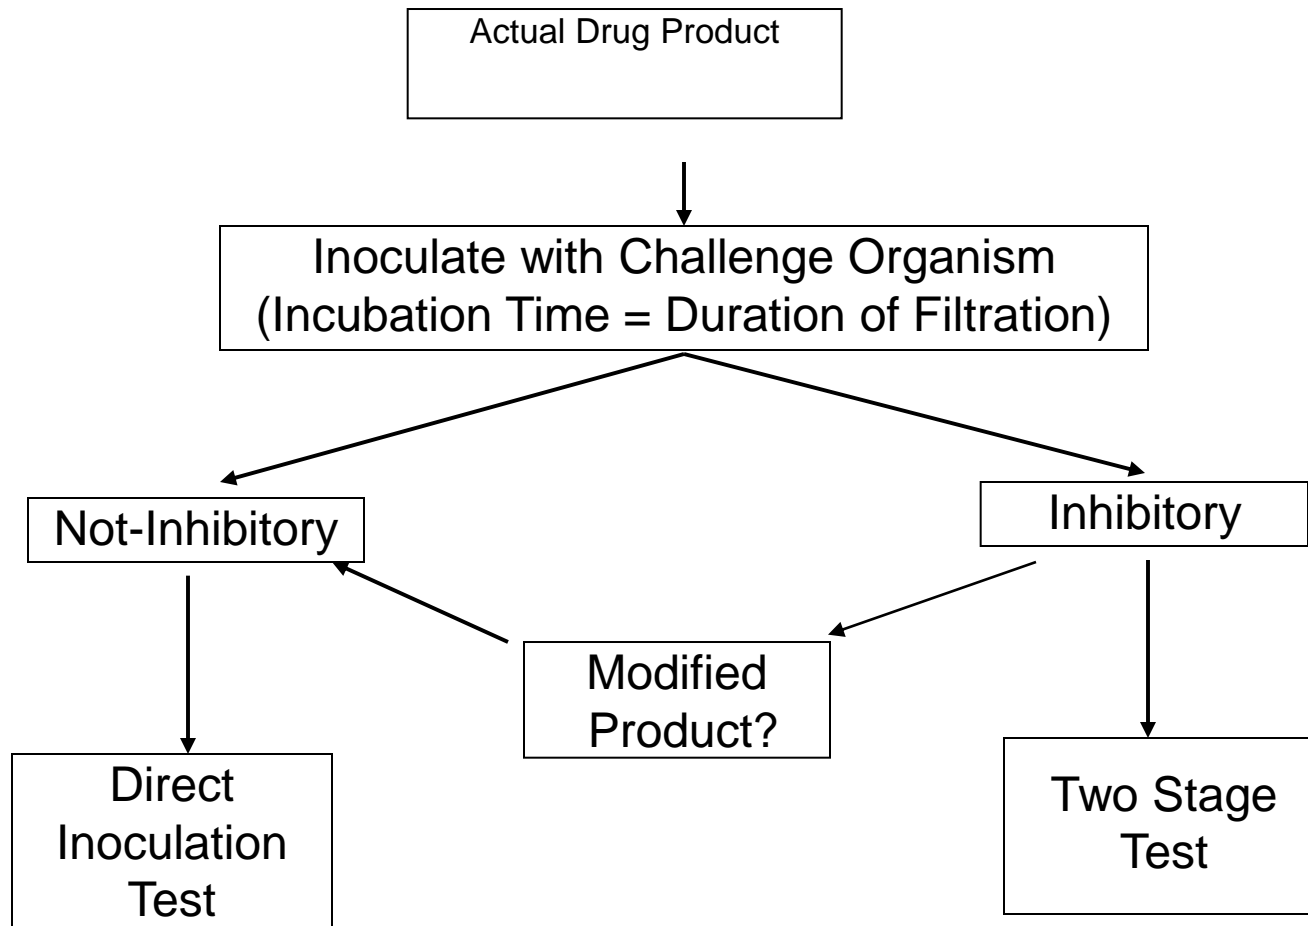 Actual Drug Product
Inoculate with Challenge Organism
(Incubation Time = Duration of Filtration)
Not-Inhibitory
Inhibitory
Modified
Product?
Direct
Inoculation
Test
Two Stage
Test